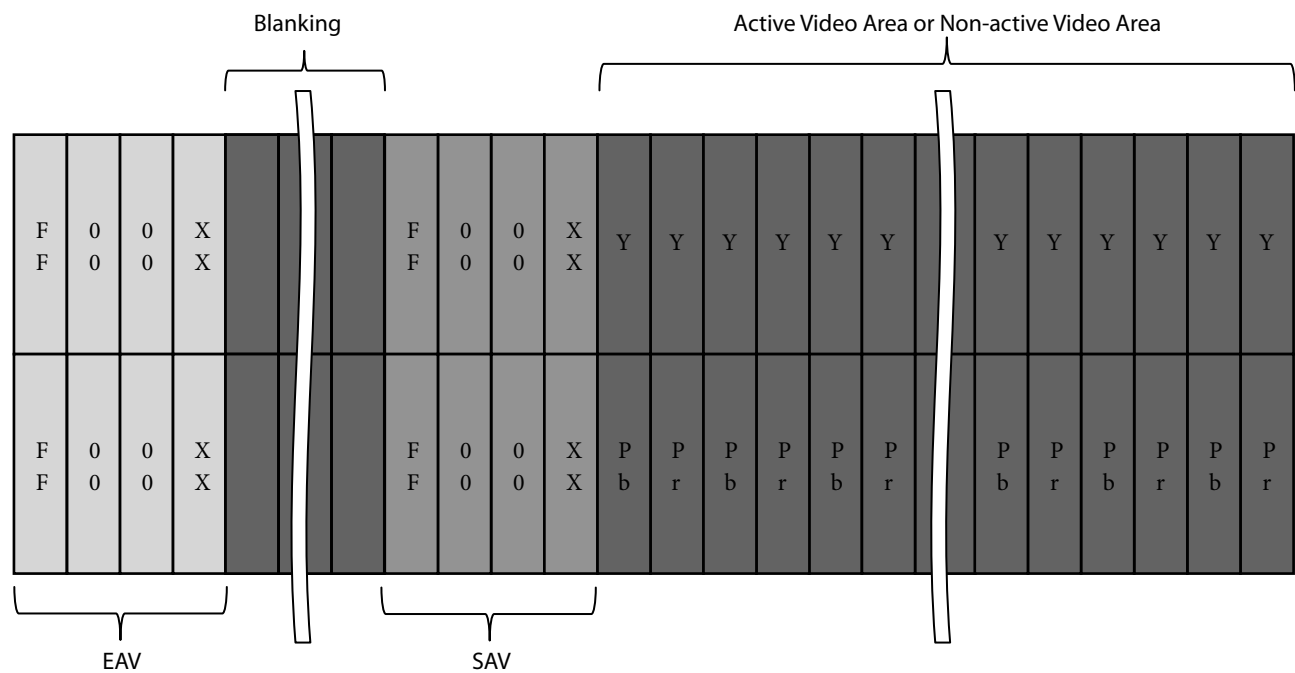 Blanking
Active Video Area or Non-active Video Area
F 0 0 X F 0 0 X Y Y Y Y Y Y Y Y Y Y Y Y
F 0 0 X F 0 0 X
F 0 0 X F 0 0 X P P P P P P P P P P P P
F 0 0 X F 0 0 X b r b r b r b r b r b r
EAV
SAV